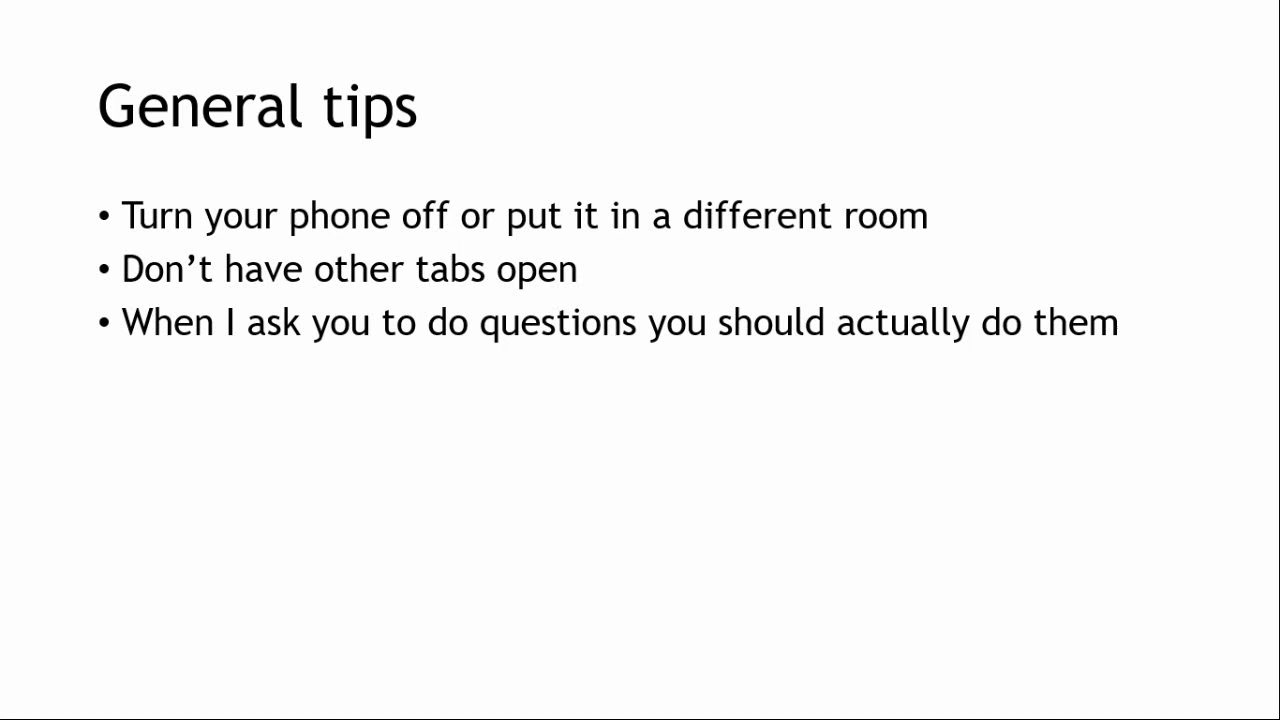 General tips
• Turn your phone off or put it in a different room
• Don’t have other tabs open
• When I ask you to do questions you should actually do them